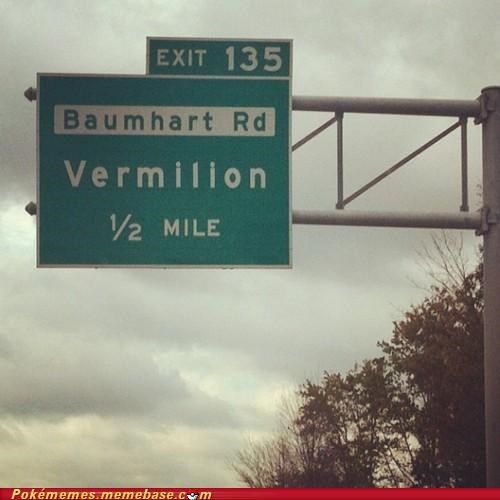 EXIT 135
Baumhart Rd
Vermilion
½ MILE
Pokémemes.memebase.com